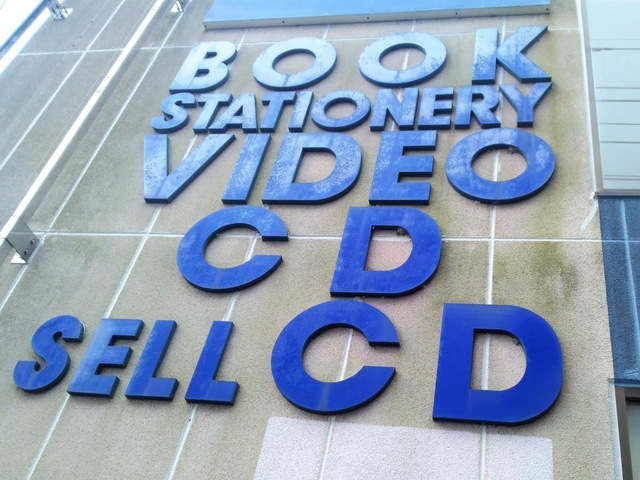 BOOK
STATIONERY
VIDEO
CD
SELL CD